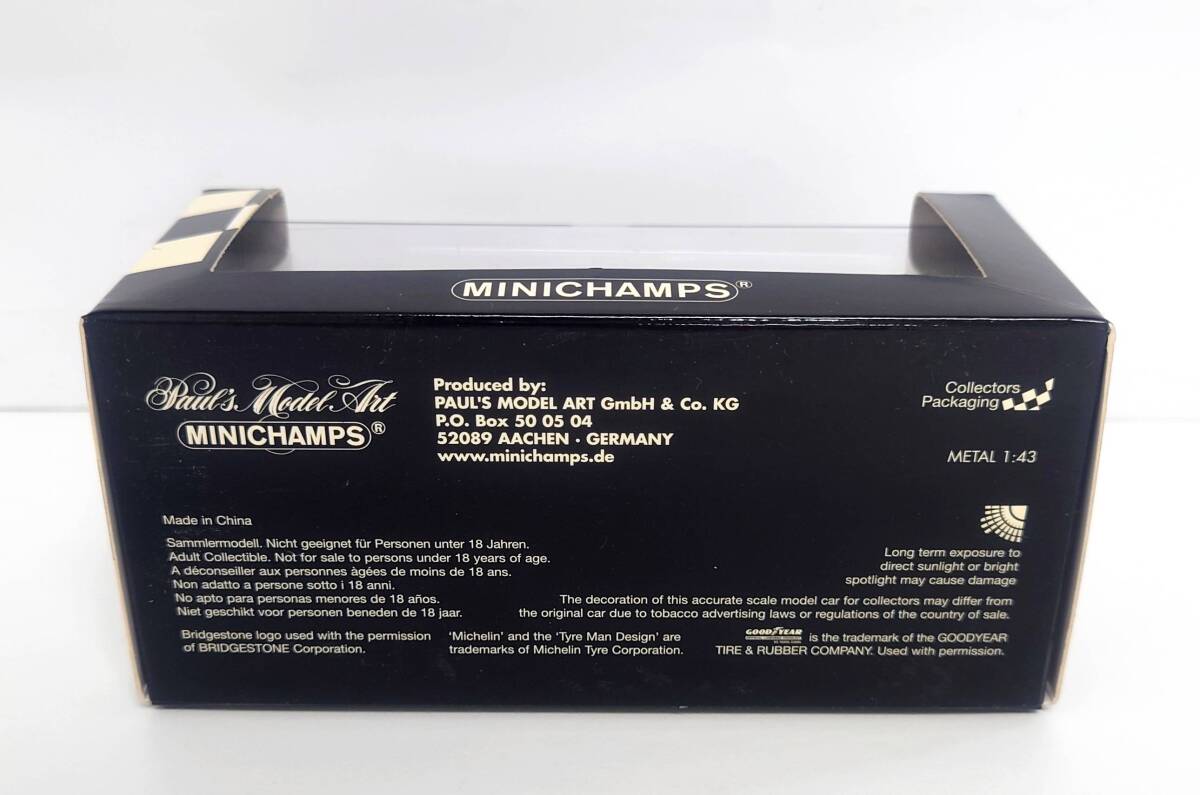 MINICHAMPS®
Paul's Model Art
MINICHAMPS®
Produced by:
PAUL'S MODEL ART GmbH & Co. KG
P.O. Box 50 05 04
52089 AACHEN · GERMANY
www.minichamps.de
Collectors
Packaging
METAL 1:43
Made in China
Sammlermodell. Nicht geeignet für Personen unter 18 Jahren.
Adult Collectible. Not for sale to persons under 18 years of age.
A déconseiller aux personnes àgées de moins de 18 ans.
Non adatto a persone sotto i 18 anni.
No apto para personas menores de 18 años.
Niet geschikt voor personen beneden de 18 jaar.
Long term exposure to
direct sunlight or bright
spotlight may cause damage
The decoration of this accurate scale model car for collectors may differ from
the original car due to tobacco advertising laws or regulations of the country of sale.
Bridgestone logo used with the permission
of BRIDGESTONE Corporation.
'Michelin' and the 'Tyre Man Design' are
trademarks of Michelin Tyre Corporation.
GOODYEAR is the trademark of the GOODYEAR
TIRE & RUBBER COMPANY. Used with permission.